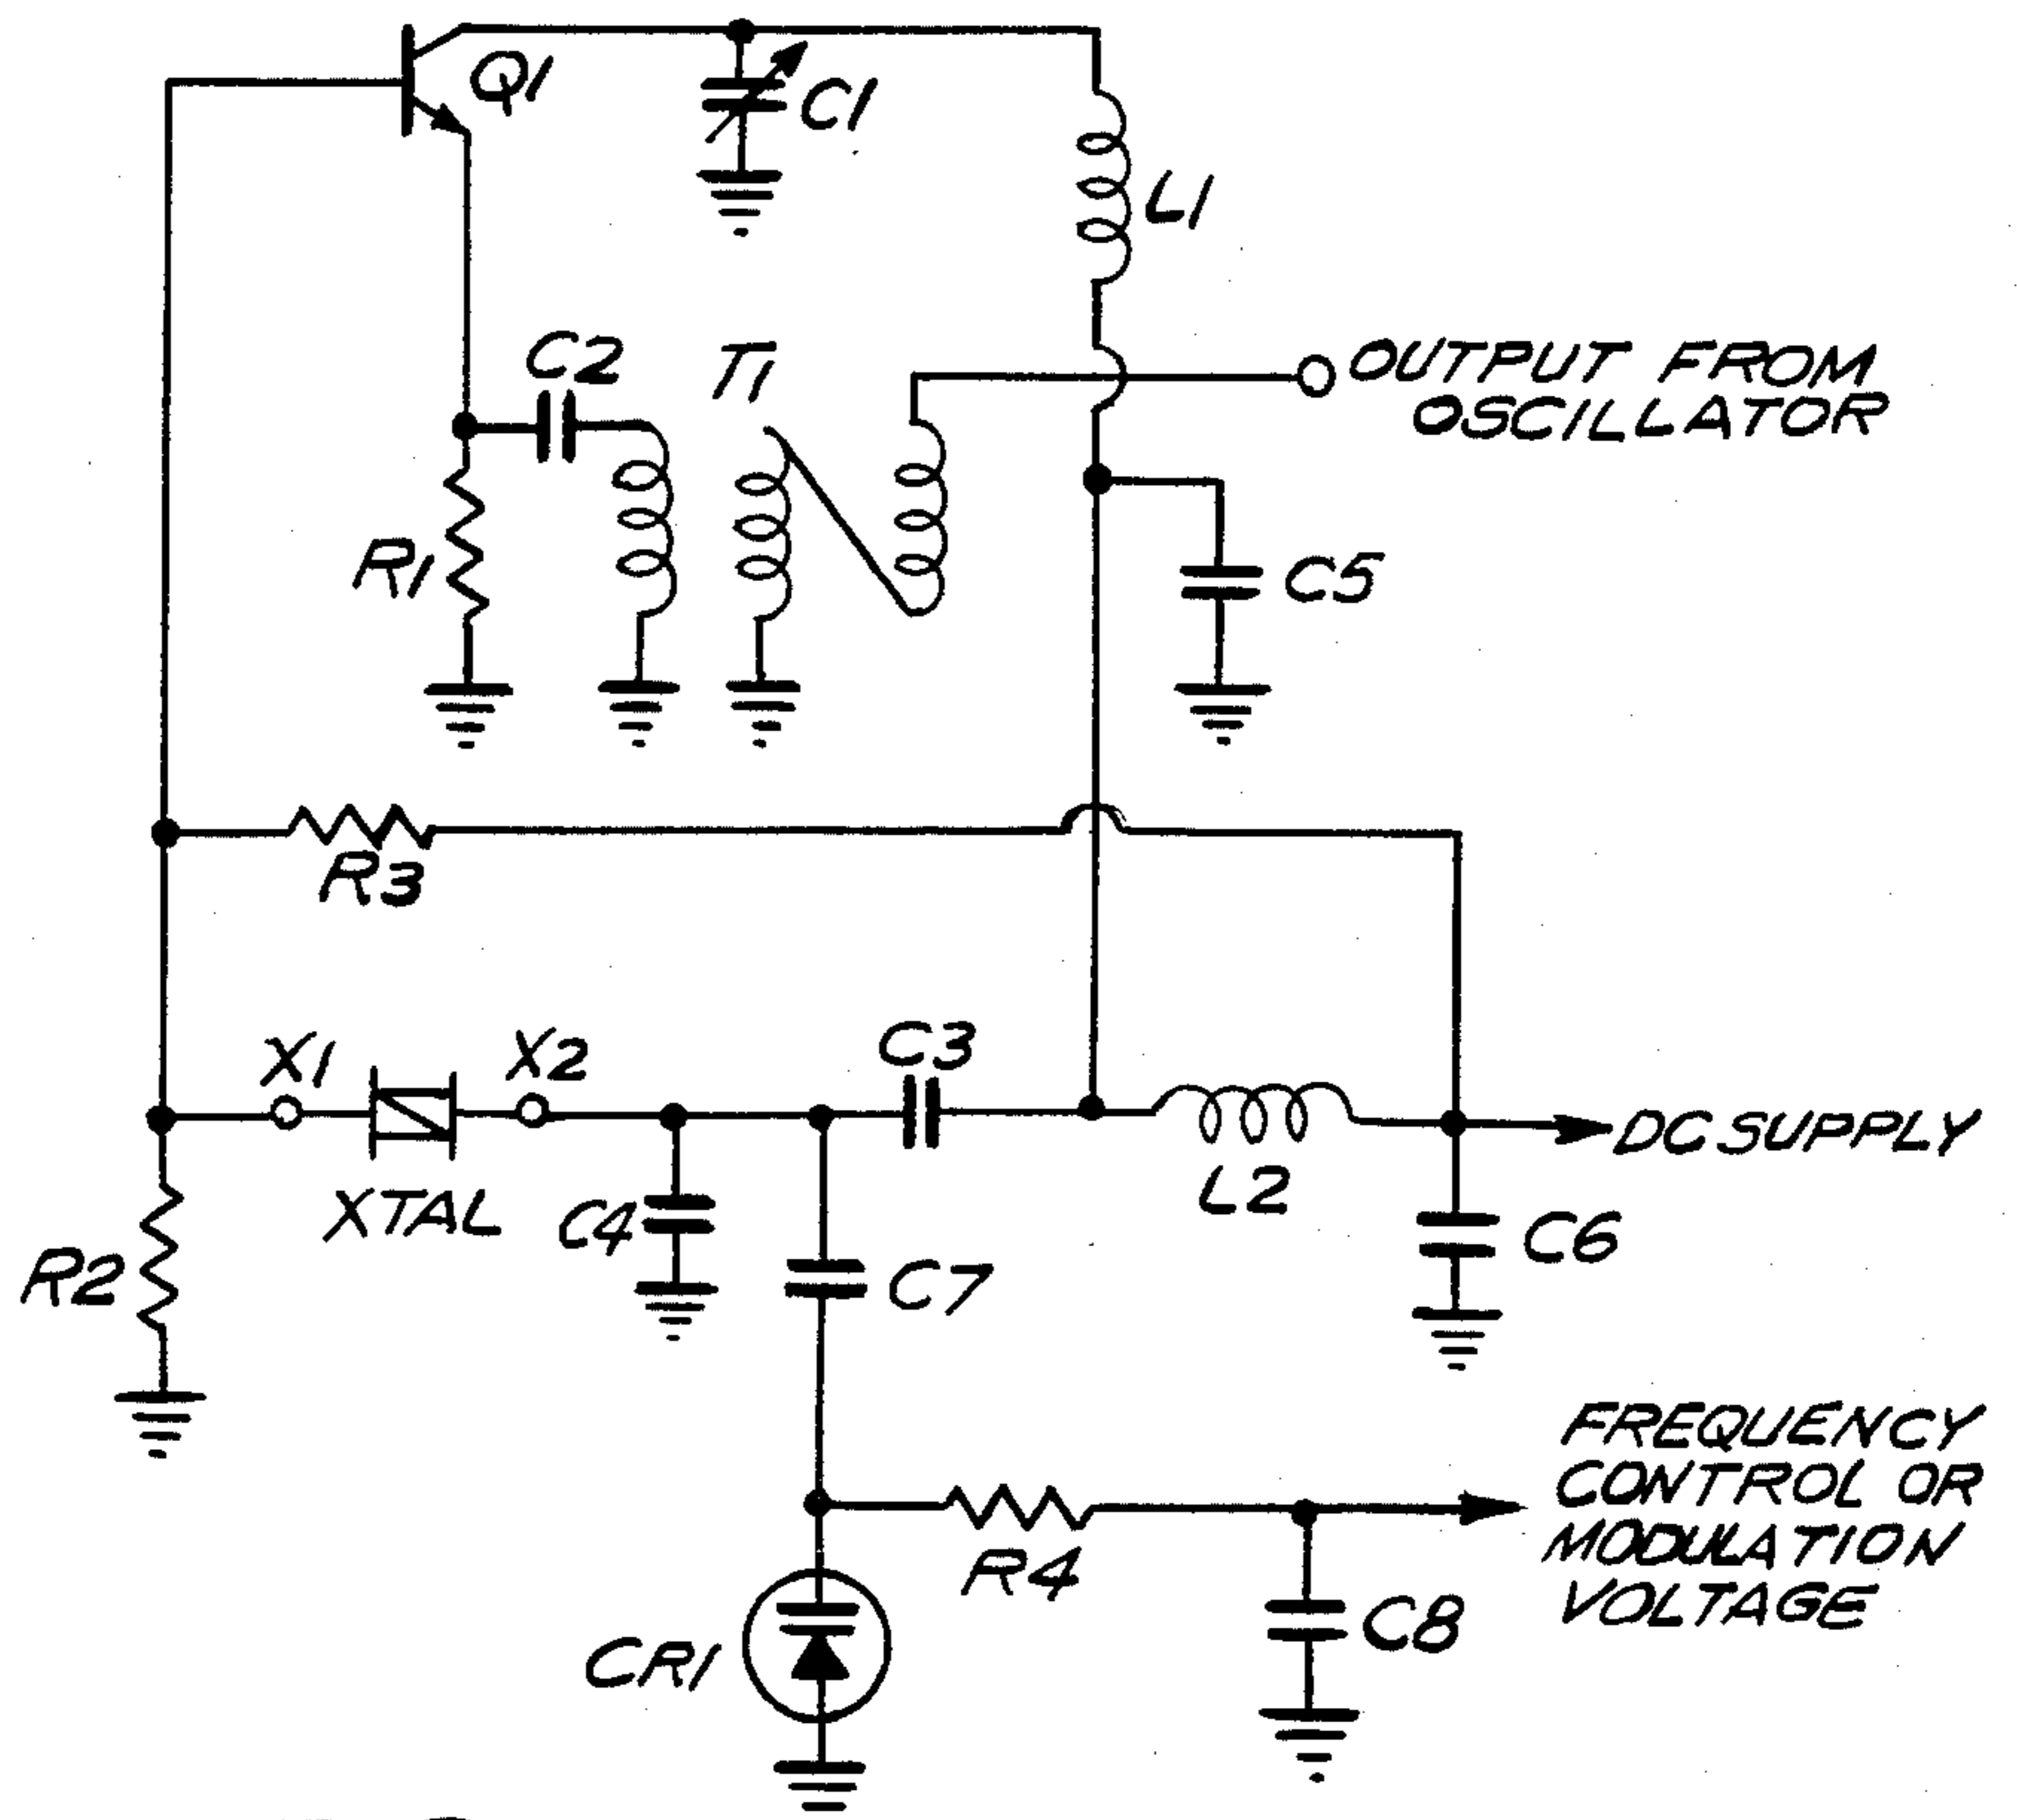 Q1
C1
L1
C2
T1
OUTPUT FROM
OSCILLATOR
R1
C5
R3
X1
X2
C3
DC SUPPLY
XTAL
C4
L2
R2
C7
C6
FREQUENCY
CONTROL OR
MODULATION
VOLTAGE
R4
CR1
C8